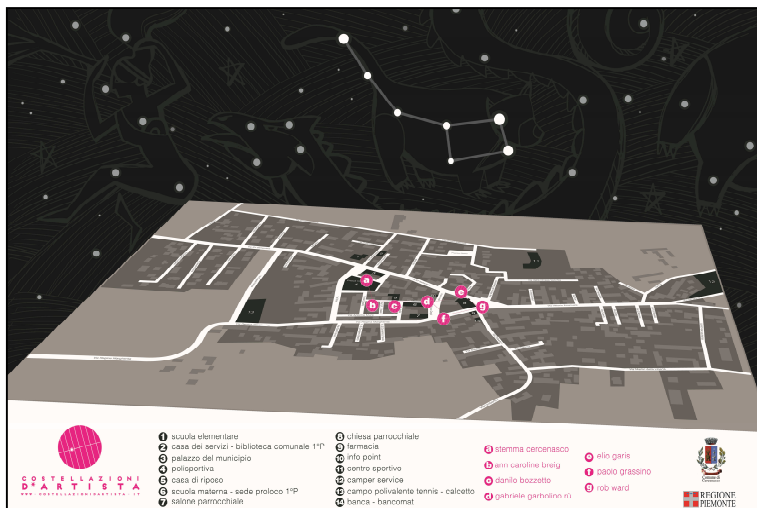 a
b
c
d
e
f
g
COSTELLAZIONI
D'ARTISTA
WWW.COSTELLAZIONIDARTISTA.IT
1 scuola elementare
2 casa dei servizi - biblioteca comunale 1°P
3 palazzo del municipio
4 polisportiva
5 casa di riposo
6 scuola materna - sede proloco 1°P
7 salone parrocchiale
8 chiesa parrocchiale
9 farmacia
10 info point
11 centro sportivo
12 camper service
13 campo polivalente tennis - calcetto
14 banca - bancomat
a stemma cercenasco
b ann caroline breig
c danilo bozzetto
d gabriele garbolino rù
e elio garis
f paolo grassino
g rob ward
REGIONE
PIEMONTE